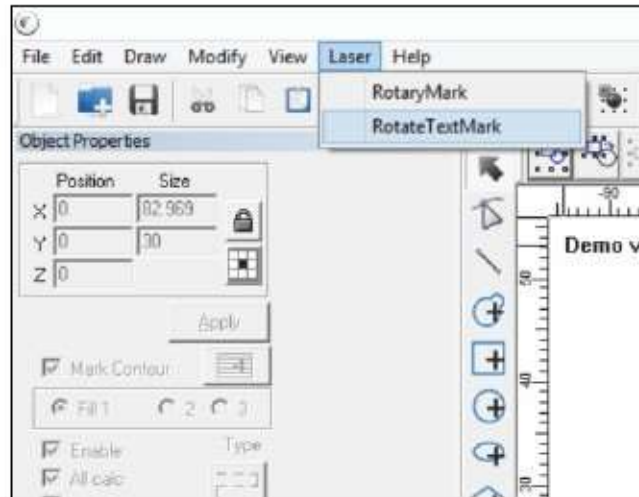 File Edit Draw Modify View Laser Help
RotaryMark
RotateTextMark
Object Properties
Position Size
X 0 82.969
Y 0 30
Z 0
Apply
Mark Contour
Fill 1 2 3
Enable Type
All calc
-90
Demo v
50
40
30